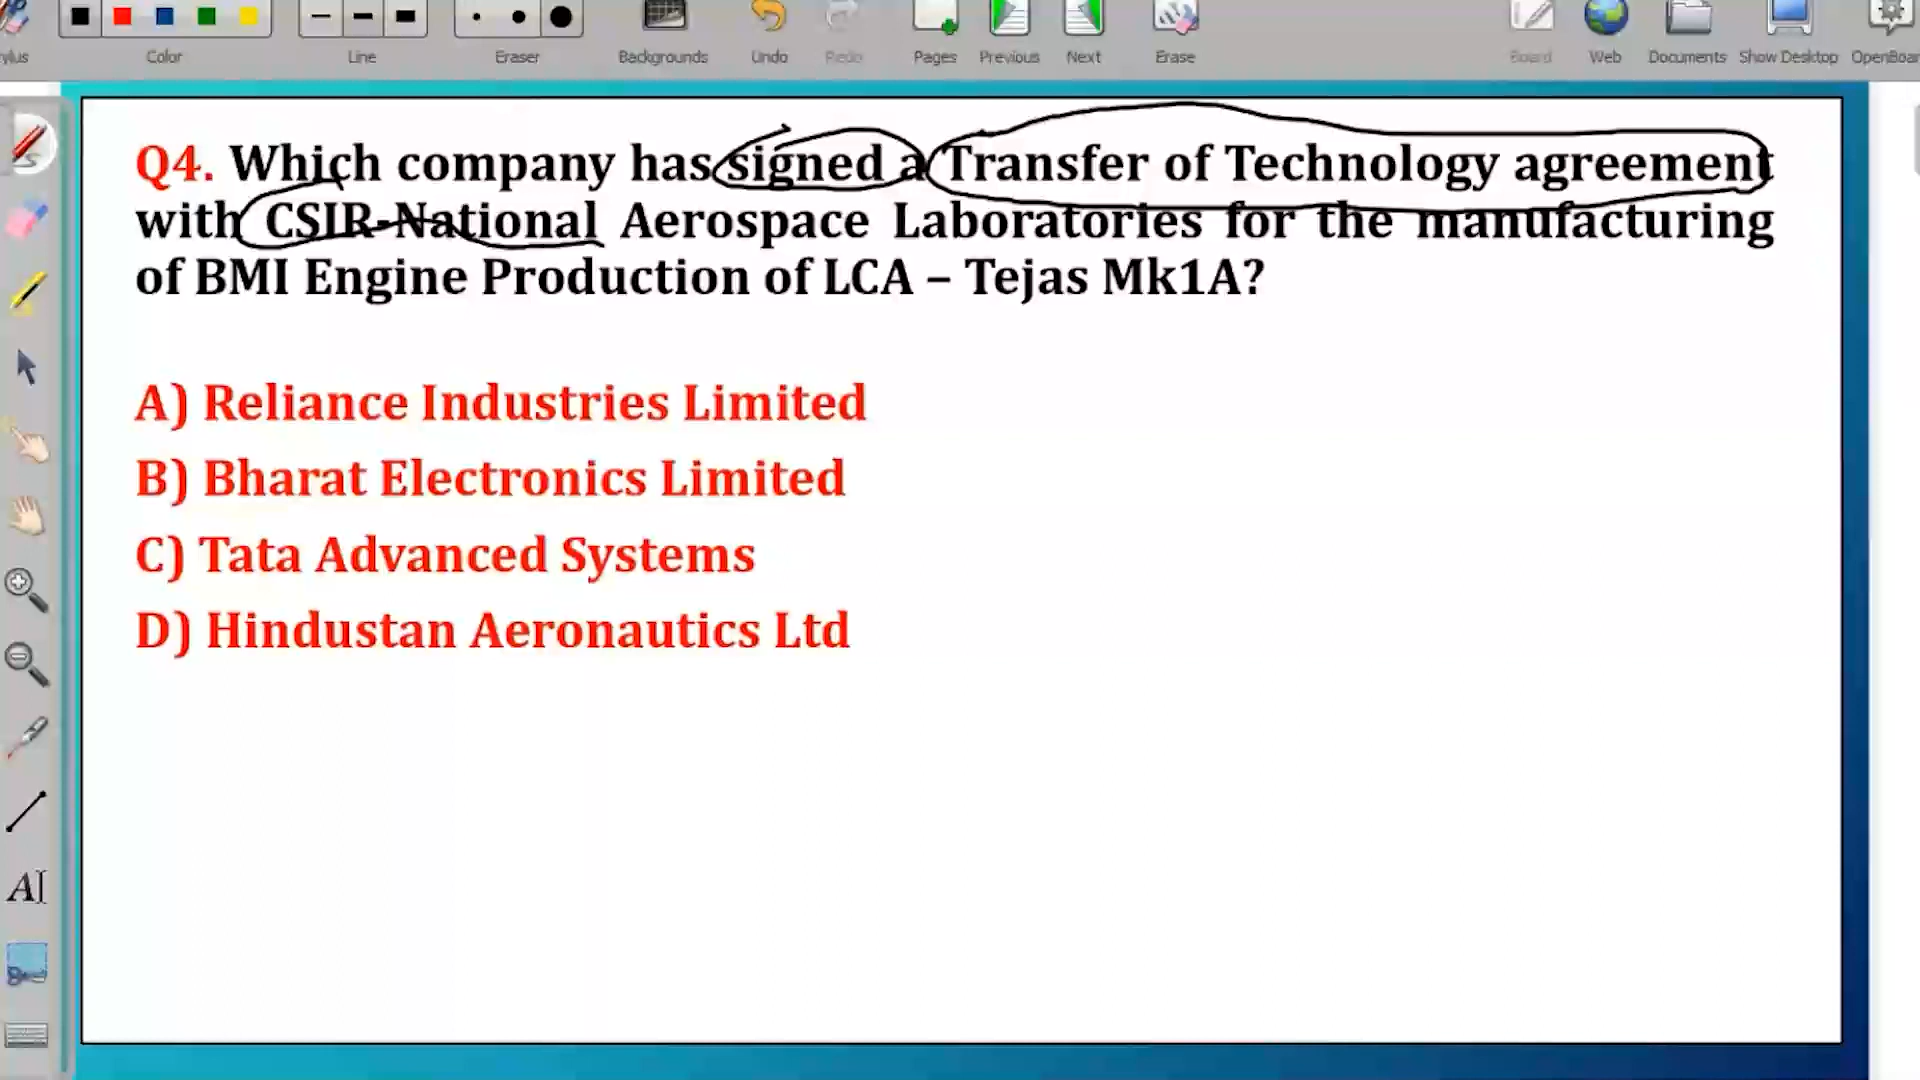 ylus Color Line Eraser Backgrounds Undo Redo Pages Previous Next Erase Board Web Documents Show Desktop OpenBoar
Q4. Which company has signed a Transfer of Technology agreement
with CSIR-National Aerospace Laboratories for the manufacturing
of BMI Engine Production of LCA – Tejas Mk1A?
A) Reliance Industries Limited
B) Bharat Electronics Limited
C) Tata Advanced Systems
D) Hindustan Aeronautics Ltd
AI